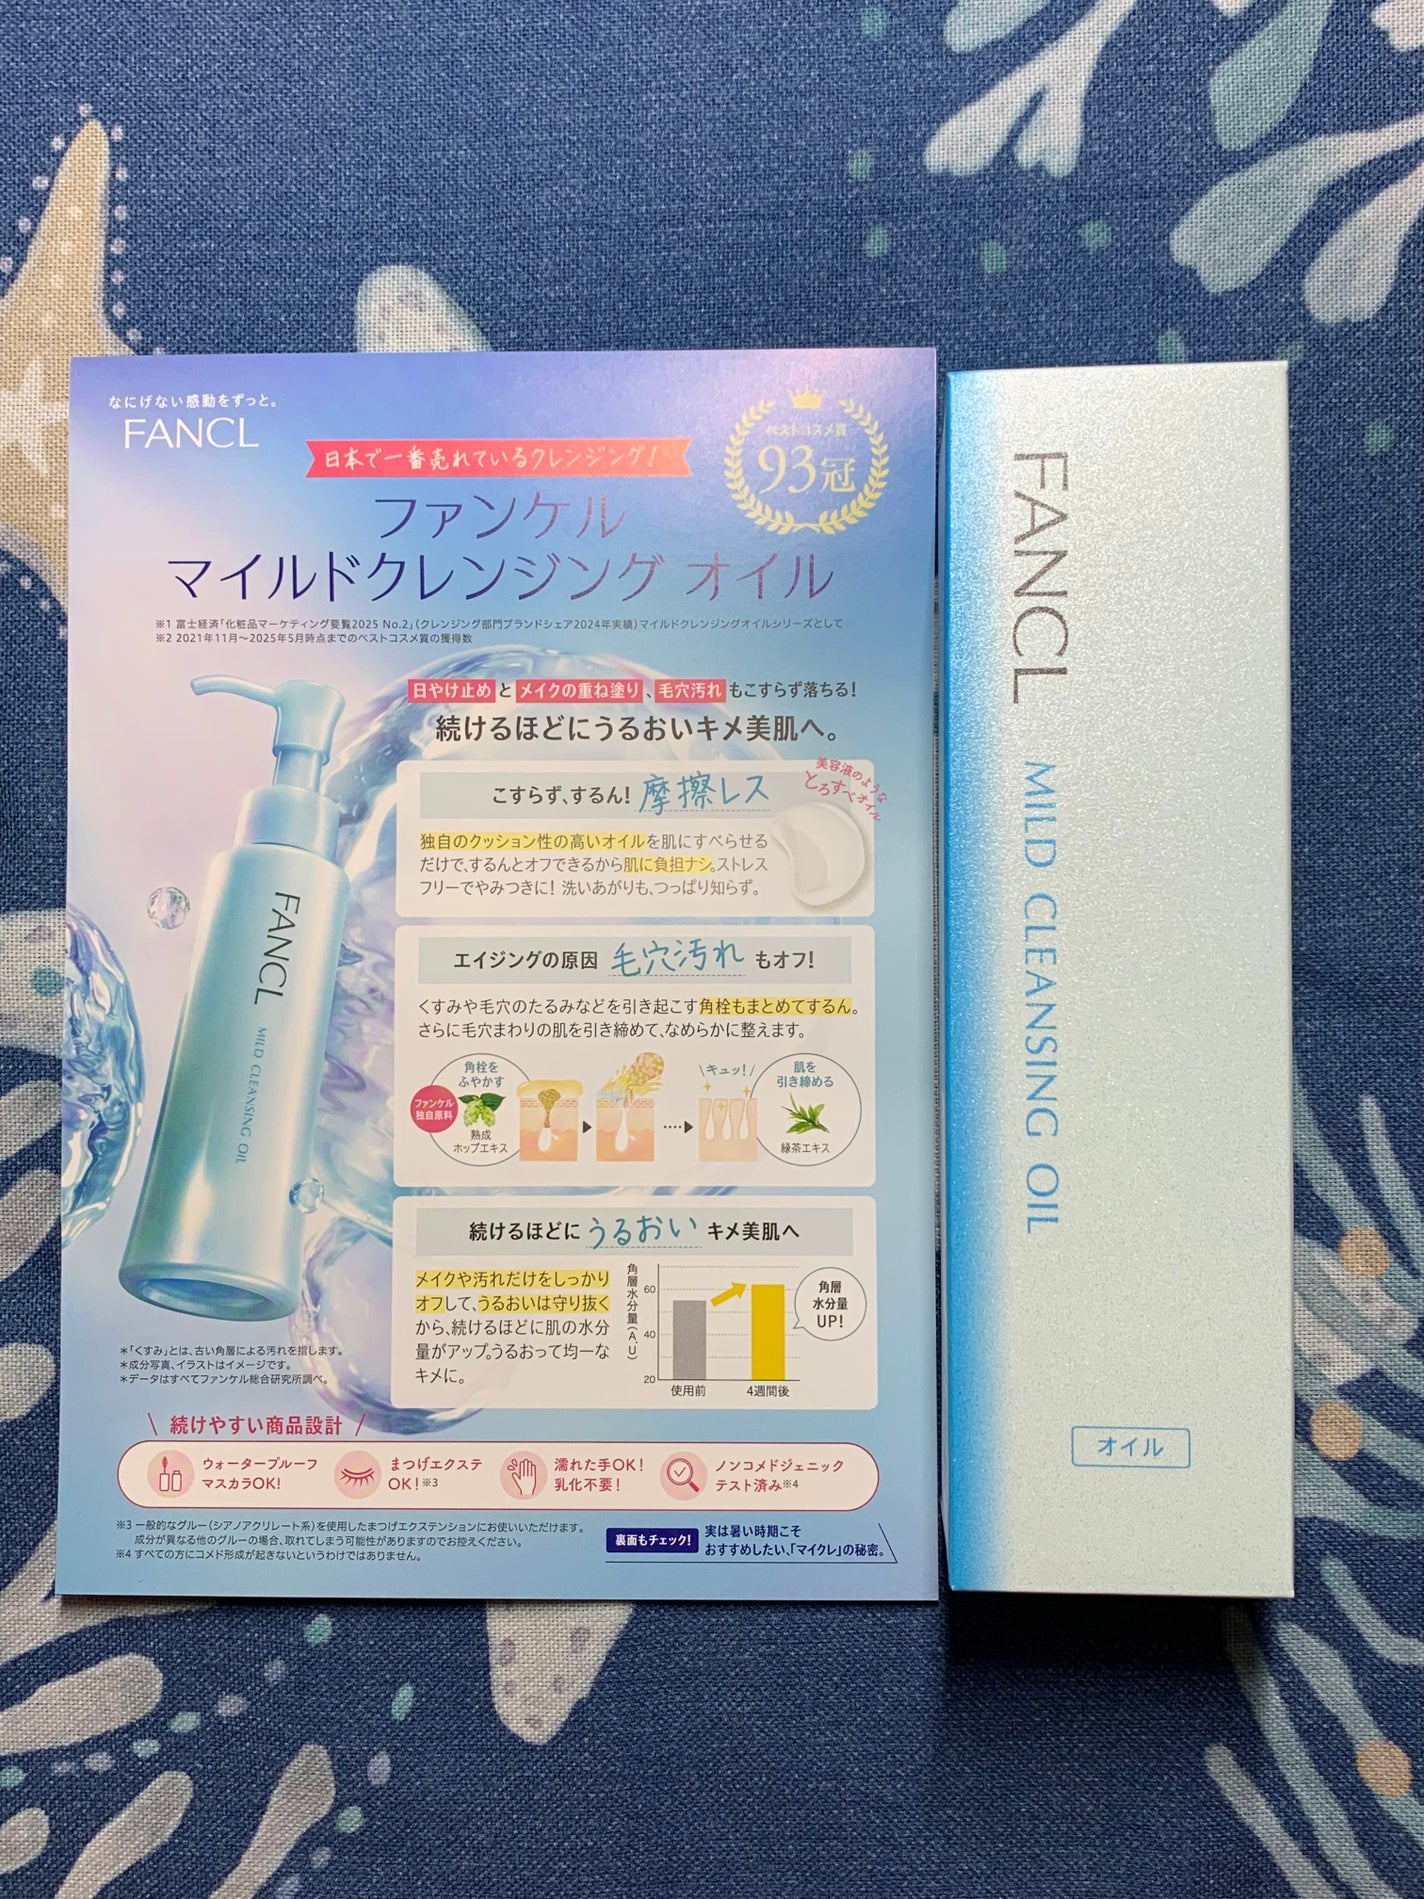 なにげない感動をずっと。
FANCL
日本で一番売れているクレンジング!
ベストコスメ賞
93冠
ファンケル
マイルドクレンジング オイル
※1 富士経済「化粧品マーケティング要覧2025 No.2」(クレンジング部門ブランドシェア2024年実績)マイルドクレンジングオイルシリーズとして
※2 2021年11月〜2025年5月時点までのベストコスメ賞の獲得数
日やけ止めとメイクの重ね塗り、毛穴汚れもこすらず落ちる!
続けるほどにうるおいキメ美肌へ。
こすらず、するん!摩擦レス
美容液のような
とろすべオイル
独自のクッション性の高いオイルを肌にすべらせる
だけで、するんとオフできるから肌に負担ナシ。ストレス
フリーでやみつきに! 洗いあがりも、つっぱり知らず。
エイジングの原因 毛穴汚れ もオフ!
くすみや毛穴のたるみなどを引き起こす角栓もまとめてするん。
さらに毛穴まわりの肌を引き締めて、なめらかに整えます。
角栓を
ふやかす
ファンケル
独自原料
熟成
ホップエキス
キュッ!
肌を
引き締める
緑茶エキス
続けるほどに うるおい キメ美肌へ
メイクや汚れだけをしっかり
オフして、うるおいは守り抜く
から、続けるほどに肌の水分
量がアップ。うるおって均一な
キメに。
角層水分量(A.U)
60
40
20
使用前
4週間後
角層
水分量
UP!
FANCL
MILD CLEANSING OIL
*「くすみ」とは、古い角層による汚れを指します。
*成分写真、イラストはイメージです。
*データはすべてファンケル総合研究所調べ。
続けやすい商品設計
ウォータープルーフ
マスカラOK!
まつげエクステ
OK!※3
濡れた手OK!
乳化不要!
ノンコメドジェニック
テスト済み※4
※3 一般的なグルー(シアノアクリレート系)を使用したまつげエクステンションにお使いいただけます。
成分が異なる他のグルーの場合、取れてしまう可能性がありますのでお控えください。
※4 すべての方にコメド形成が起きないというわけではありません。
裏面もチェック!
実は暑い時期こそ
おすすめしたい、「マイクレ」の秘密。
FANCL MILD CLEANSING OIL
オイル